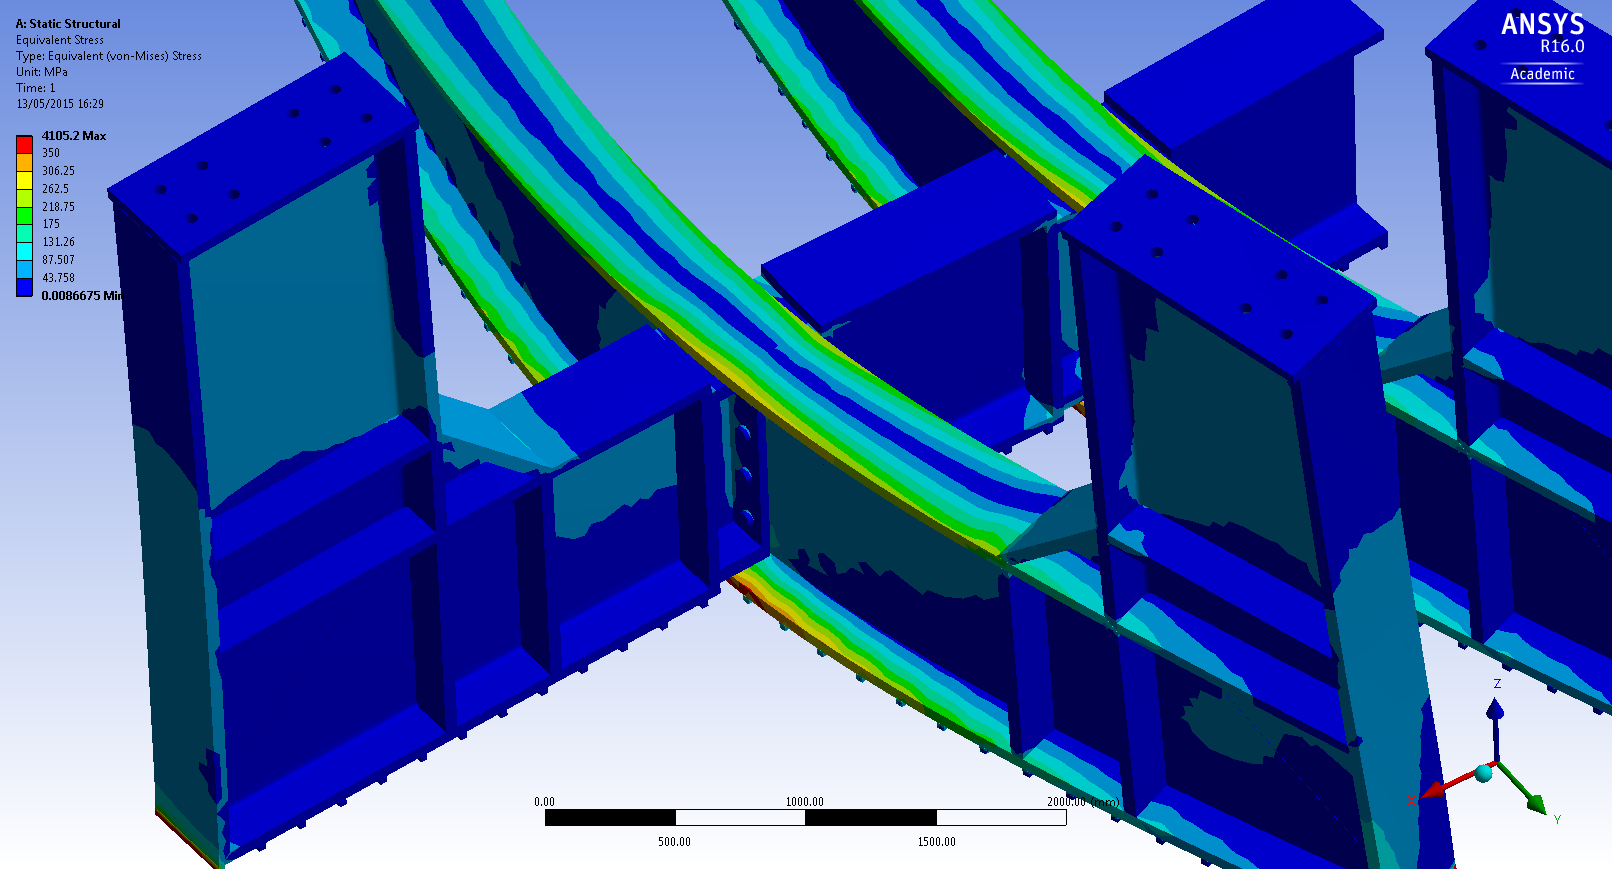 A: Static Structural
Equivalent Stress
Type: Equivalent (von-Mises) Stress
Unit: MPa
Time: 1
13/05/2015 16:29
4105.2 Max
350
306.25
262.5
218.75
175
131.26
87.507
43.758
0.0086675 Min
ANSYS
R16.0
Academic
0.00
1000.00
2000.00 (mm)
500.00
1500.00
Z
X
Y